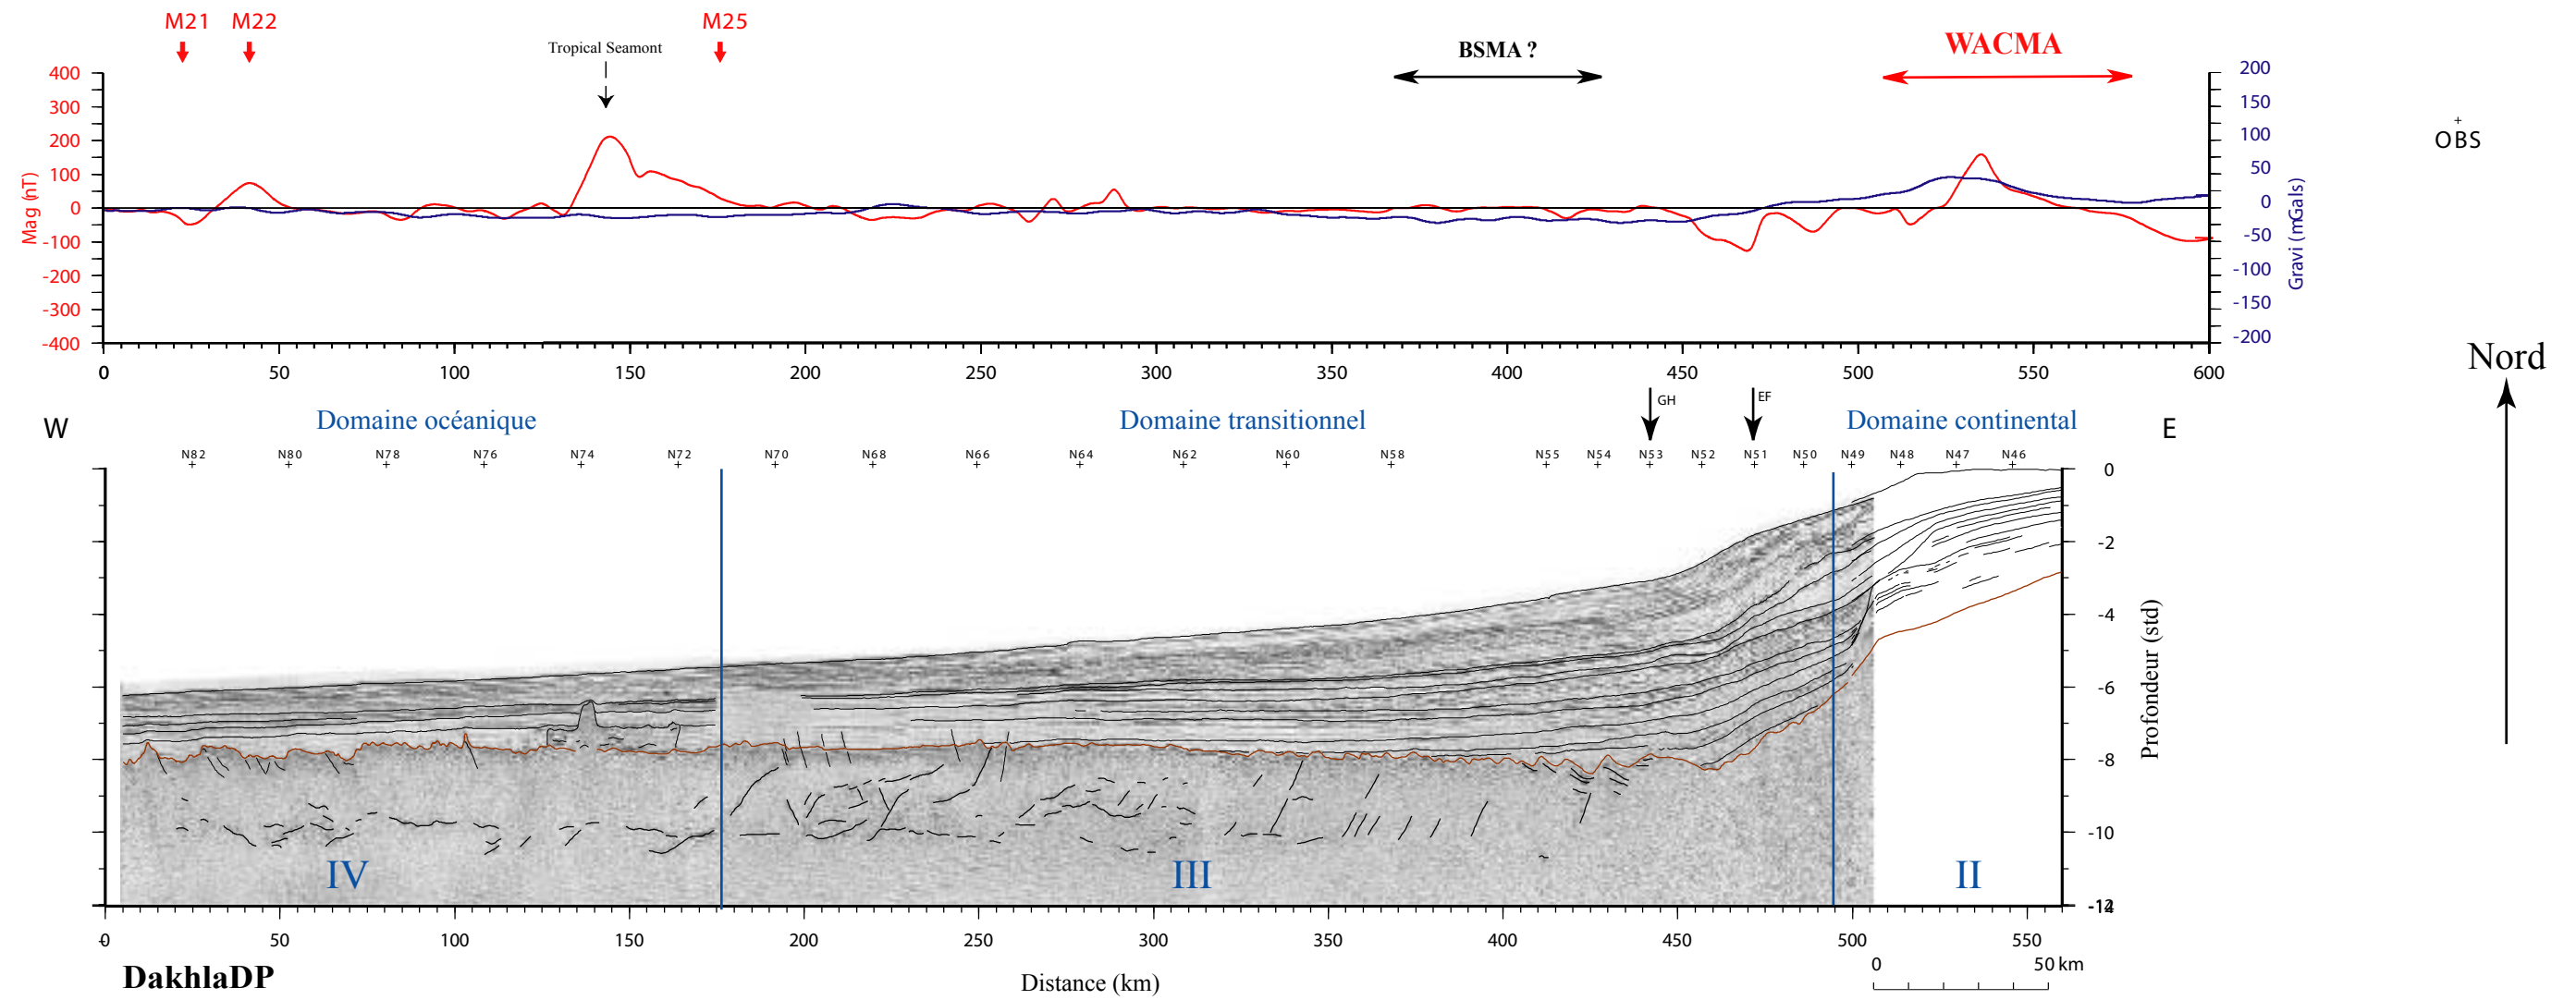 M21 M22 M25
Tropical Seamont
BSMA ?
WACMA
400 300 200 100 0 -100 -200 -300 -400
Mag (nT)
200 150 100 50 0 -50 -100 -150 -200
Gravi (mGals)
+
OBS
0 50 100 150 200 250 300 350 400 450 500 550 600
Nord
GH EF
W Domaine océanique Domaine transitionnel Domaine continental E
N82 N80 N78 N76 N74 N72 N70 N68 N66 N64 N62 N60 N58 N55 N54 N53 N52 N51 N50 N49 N48 N47 N46
+ + + + + + + + + + + + + + + + + + + + + + +
0 -2 -4 -6 -8 -10
Profondeur (std)
IV III II
0 50 100 150 200 250 300 350 400 450 500 550
DakhlaDP
Distance (km)
0 50 km